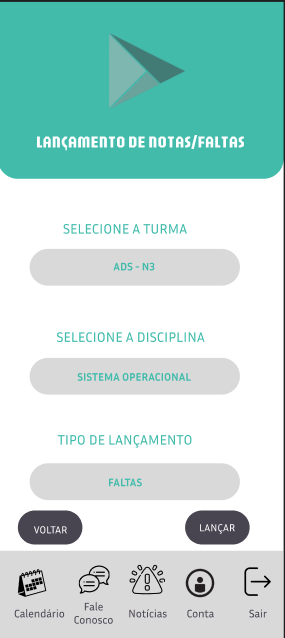 LANÇAMENTO DE NOTAS/FALTAS
SELECIONE A TURMA
ADS - N3
SELECIONE A DISCIPLINA
SISTEMA OPERACIONAL
TIPO DE LANÇAMENTO
FALTAS
VOLTAR
LANÇAR
Calendário
Fale
Conosco
Notícias
Conta
Sair